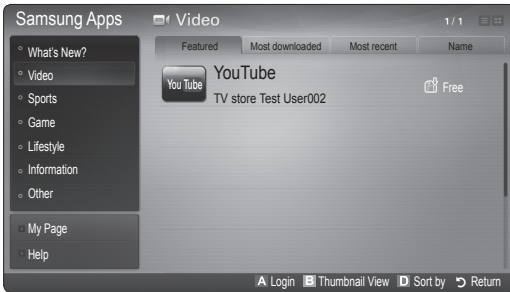 Samsung Apps
Video
1/1
What's New?
Video
Sports
Game
Lifestyle
Information
Other
My Page
Help
Featured
Most downloaded
Most recent
Name
You Tube
YouTube
TV store Test User002
Free
A Login B Thumbnail View D Sort by Return